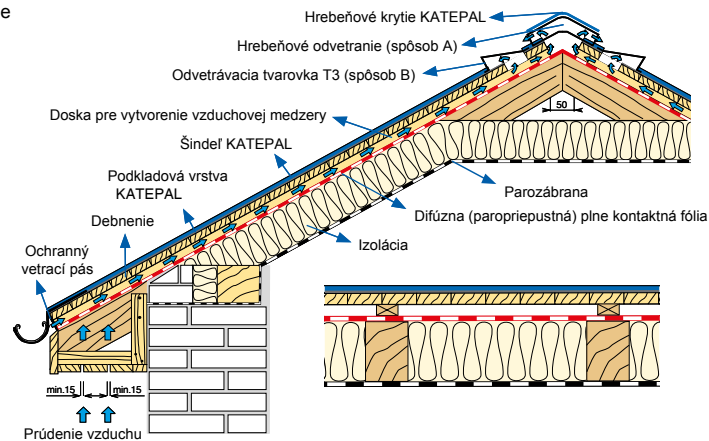 e
Hrebeňové krytie KATEPAL
Hrebeňové odvetranie (spôsob A)
Odvetrávacia tvarovka T3 (spôsob B)
50
Doska pre vytvorenie vzduchovej medzery
Šindeľ KATEPAL
Podkladová vrstva
KATEPAL
Debnenie
Ochranný
vetrací pás
Parozábrana
Difúzna (paropriepustná) plne kontaktná fólia
Izolácia
min.15
min.15
Prúdenie vzduchu